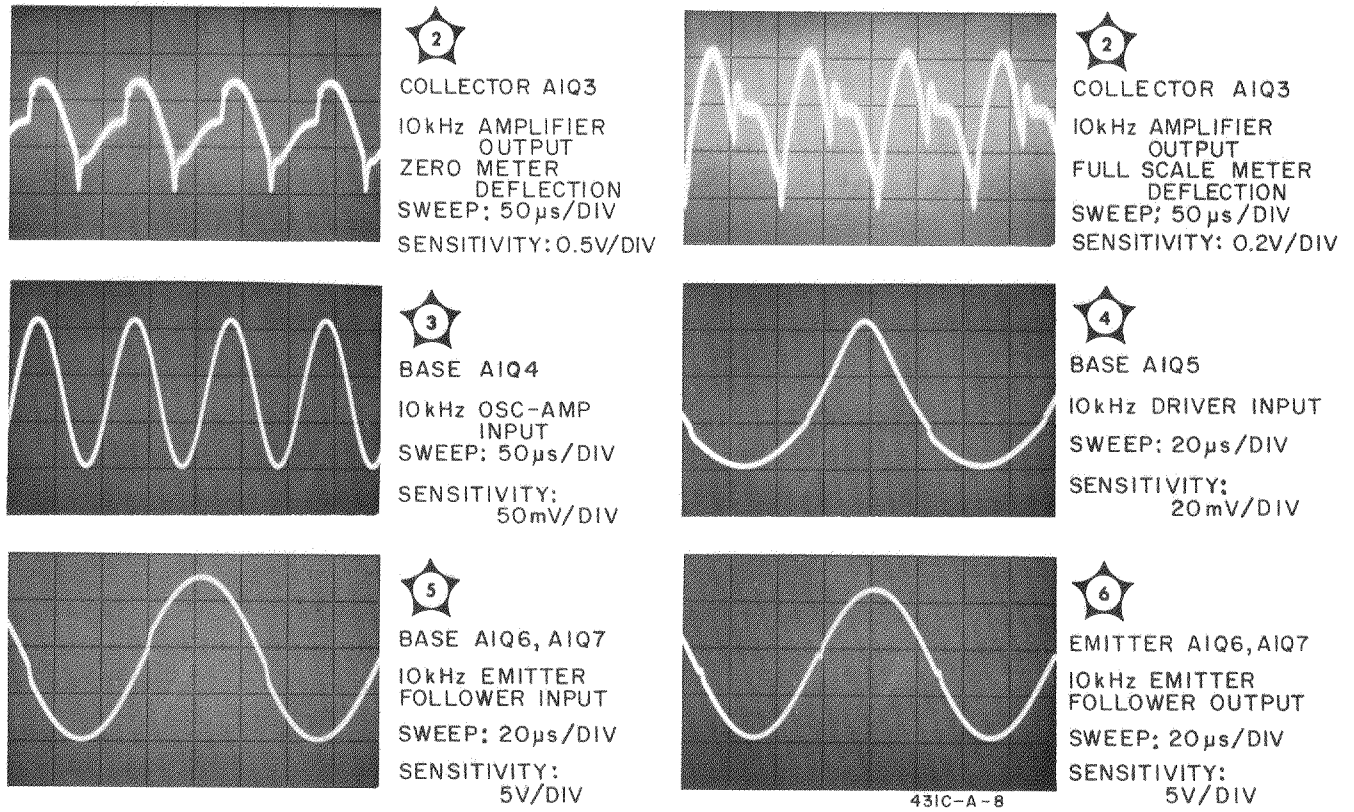 2
COLLECTOR A1Q3
10kHz AMPLIFIER
OUTPUT
ZERO METER
DEFLECTION
SWEEP: 50µs/DIV
SENSITIVITY: 0.5V/DIV
2
COLLECTOR A1Q3
10kHz AMPLIFIER
OUTPUT
FULL SCALE METER
DEFLECTION
SWEEP: 50µs/DIV
SENSITIVITY: 0.2V/DIV
3
BASE A1Q4
10kHz OSC-AMP
INPUT
SWEEP: 50µs/DIV
SENSITIVITY:
50mV/DIV
4
BASE A1Q5
10kHz DRIVER INPUT
SWEEP: 20µs/DIV
SENSITIVITY:
20mV/DIV
5
BASE A1Q6, A1Q7
10kHz EMITTER
FOLLOWER INPUT
SWEEP: 20µs/DIV
SENSITIVITY:
5V/DIV
6
EMITTER A1Q6, A1Q7
10kHz EMITTER
FOLLOWER OUTPUT
SWEEP: 20µs/DIV
SENSITIVITY:
5V/DIV
431C-A-8